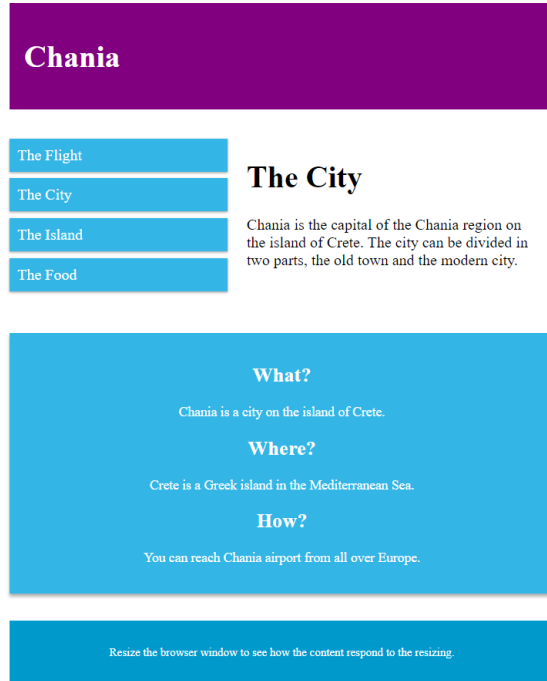 Chania
The Flight
The City
The Island
The Food
The City
Chania is the capital of the Chania region on
the island of Crete. The city can be divided in
two parts, the old town and the modern city.
What?
Chania is a city on the island of Crete.
Where?
Crete is a Greek island in the Mediterranean Sea.
How?
You can reach Chania airport from all over Europe.
Resize the browser window to see how the content respond to the resizing.